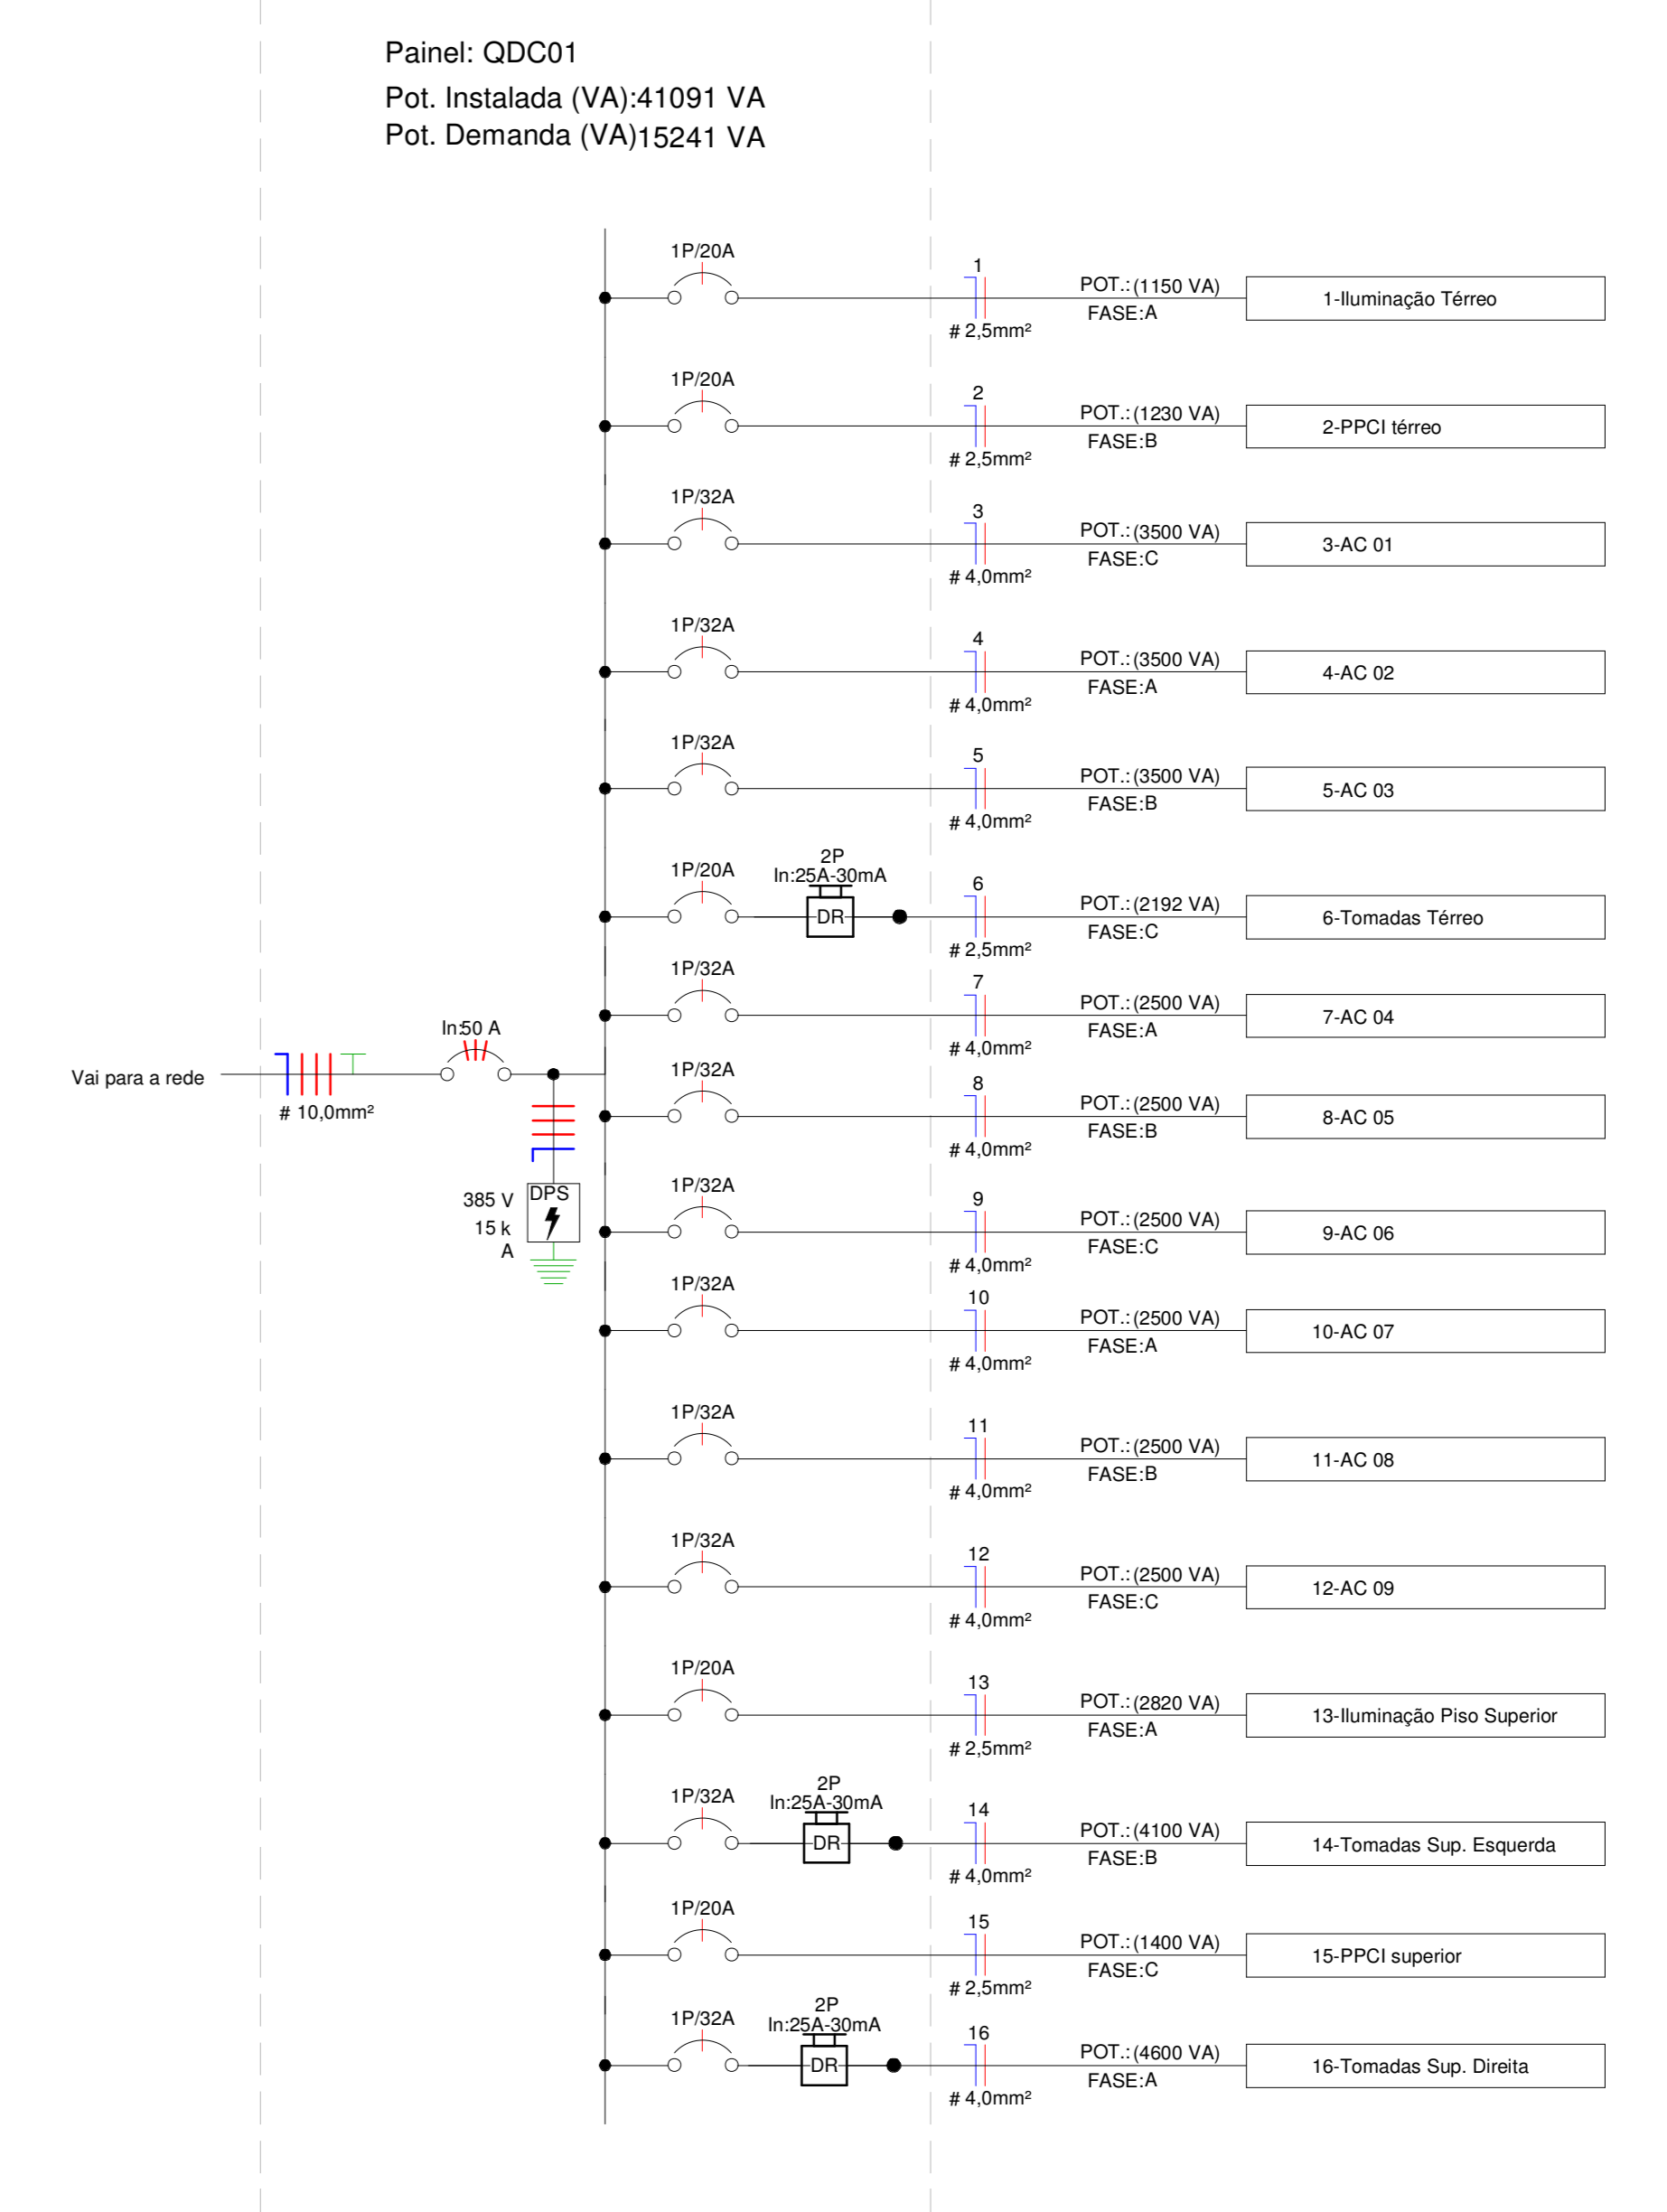 Painel: QDC01
Pot. Instalada (VA):41091 VA
Pot. Demanda (VA)15241 VA
1P/20A
1
POT.:(1150 VA)
FASE:A
# 2,5mm²
1-Iluminação Térreo
1P/20A
2
POT.:(1230 VA)
FASE:B
# 2,5mm²
2-PPCI térreo
1P/32A
3
POT.:(3500 VA)
FASE:C
# 4,0mm²
3-AC 01
1P/32A
4
POT.:(3500 VA)
FASE:A
# 4,0mm²
4-AC 02
1P/32A
5
POT.:(3500 VA)
FASE:B
# 4,0mm²
5-AC 03
1P/20A
2P
In:25A-30mA
DR
6
POT.:(2192 VA)
FASE:C
# 2,5mm²
6-Tomadas Térreo
1P/32A
7
POT.:(2500 VA)
FASE:A
# 4,0mm²
7-AC 04
Vai para a rede
# 10,0mm²
In:50 A
385 V
15 k
A
DPS
1P/32A
8
POT.:(2500 VA)
FASE:B
# 4,0mm²
8-AC 05
1P/32A
9
POT.:(2500 VA)
FASE:C
# 4,0mm²
9-AC 06
1P/32A
10
POT.:(2500 VA)
FASE:A
# 4,0mm²
10-AC 07
1P/32A
11
POT.:(2500 VA)
FASE:B
# 4,0mm²
11-AC 08
1P/32A
12
POT.:(2500 VA)
FASE:C
# 4,0mm²
12-AC 09
1P/20A
13
POT.:(2820 VA)
FASE:A
# 2,5mm²
13-Iluminação Piso Superior
1P/32A
2P
In:25A-30mA
DR
14
POT.:(4100 VA)
FASE:B
# 4,0mm²
14-Tomadas Sup. Esquerda
1P/20A
15
POT.:(1400 VA)
FASE:C
# 2,5mm²
15-PPCI superior
1P/32A
2P
In:25A-30mA
DR
16
POT.:(4600 VA)
FASE:A
# 4,0mm²
16-Tomadas Sup. Direita